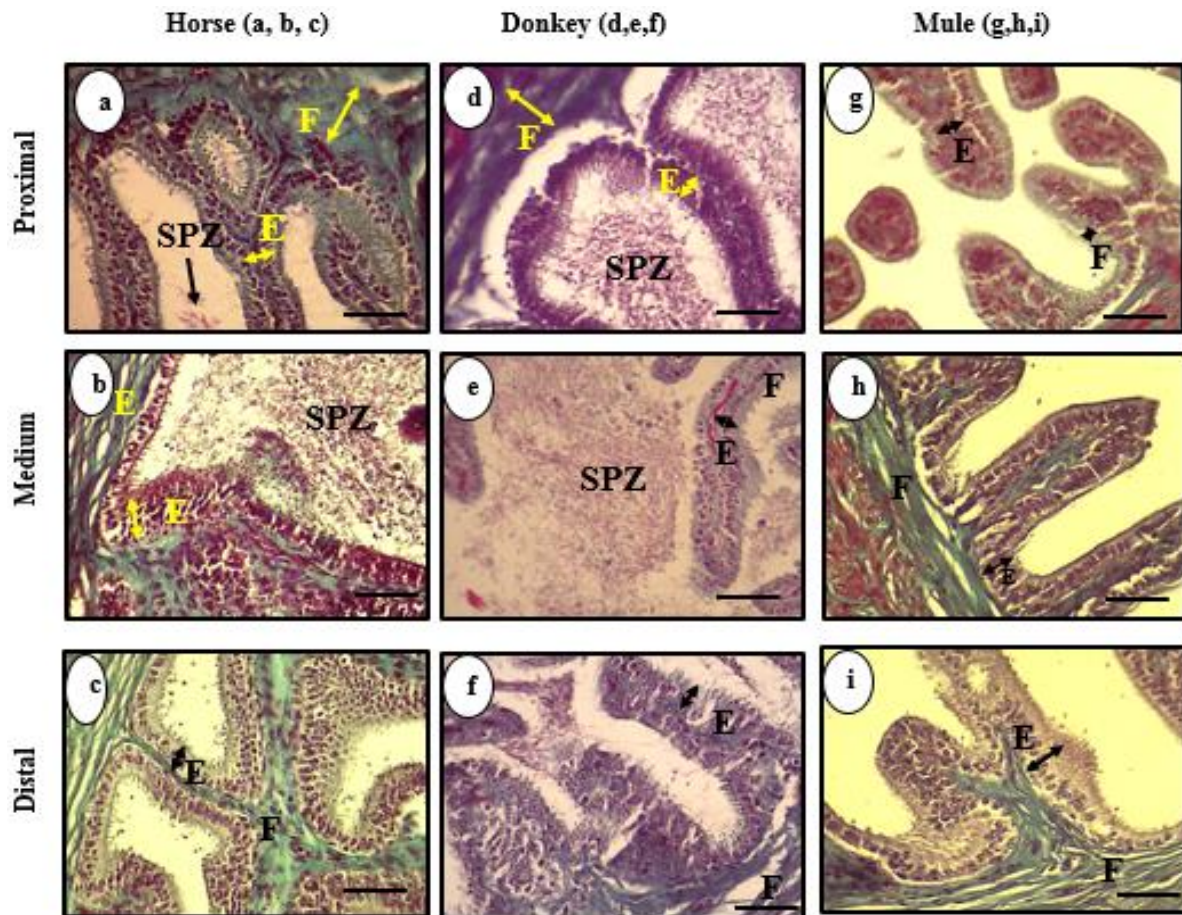 Horse (a, b, c) Donkey (d,e,f) Mule (g,h,i)
Proximal
a
F
E
SPZ
d
F
E
SPZ
g
E
F
Medium
b
E
SPZ
E
e
F
E
SPZ
h
F
E
Distal
c
E
F
f
E
F
i
E
F